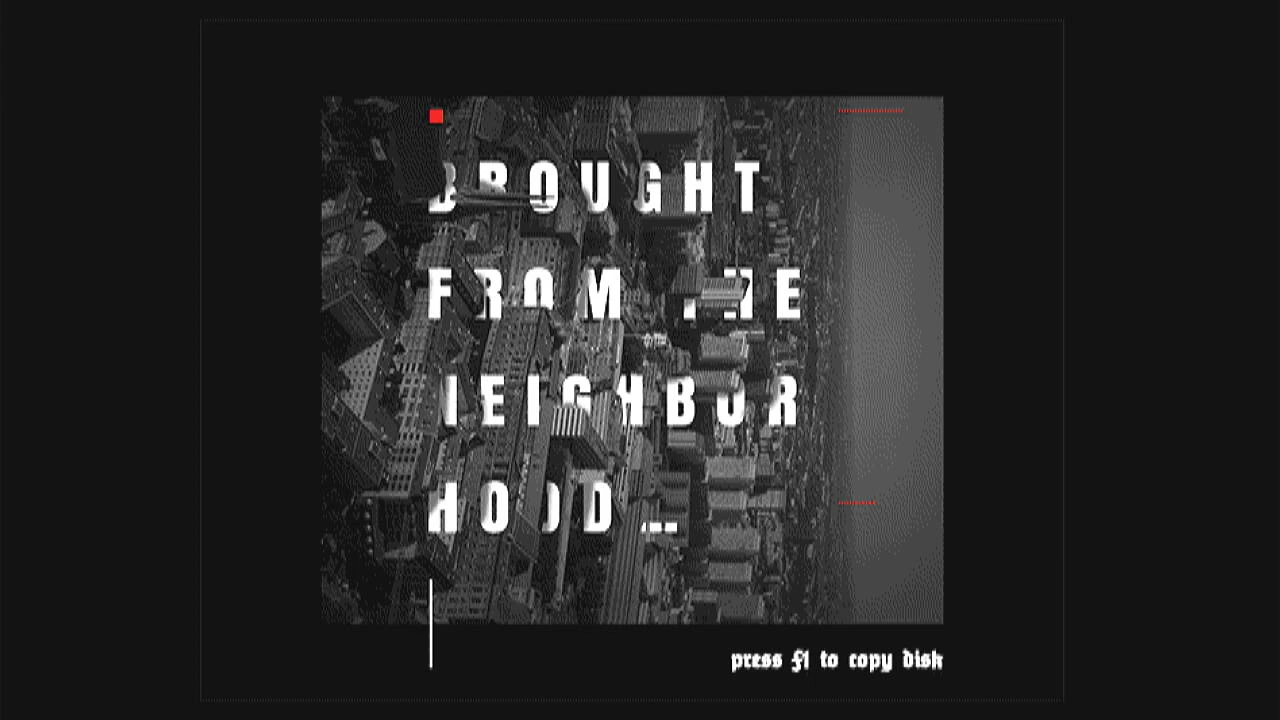 BROUGHT
FROM THE
NEIGHBOR
HOOD...
press F1 to copy disk